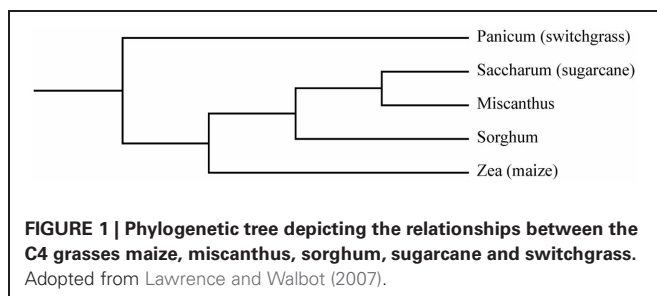 Panicum (switchgrass)
Saccharum (sugarcane)
Miscanthus
Sorghum
Zea (maize)
FIGURE 1 | Phylogenetic tree depicting the relationships between the
C4 grasses maize, miscanthus, sorghum, sugarcane and switchgrass.
Adopted from Lawrence and Walbot (2007).